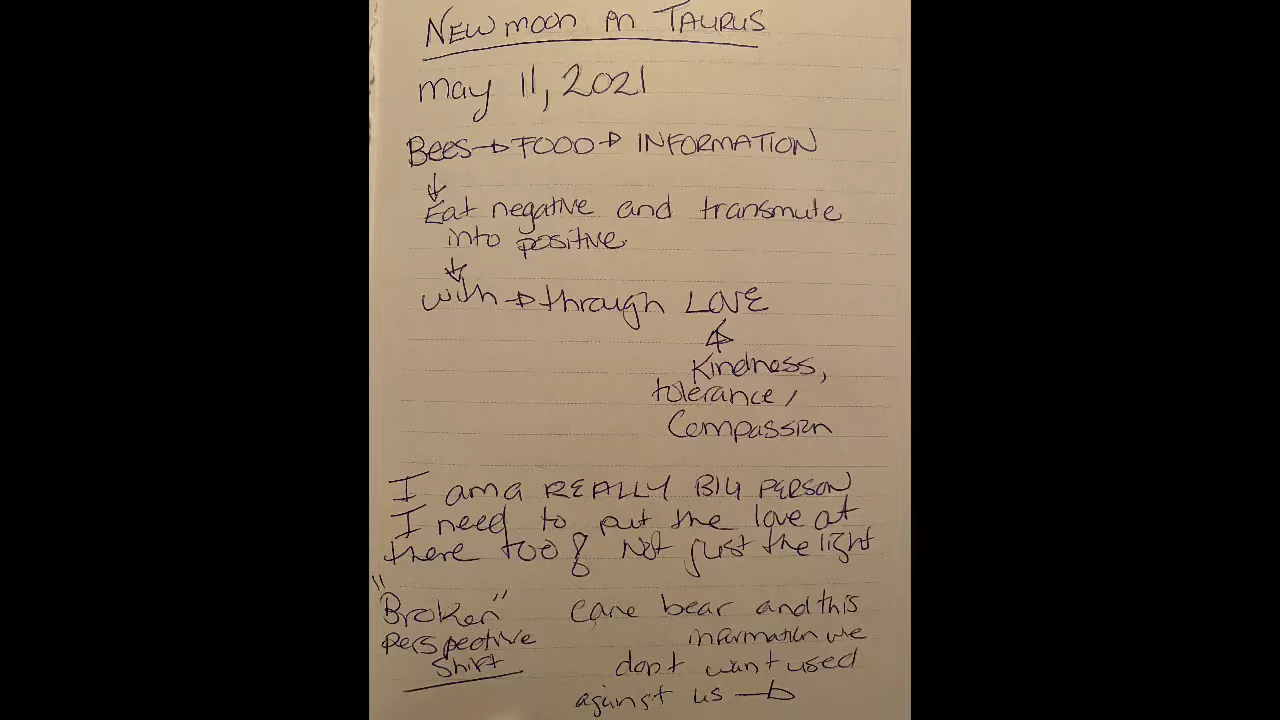 New moon in TAURUS
may 11, 2021
Bees → FOOD → INFORMATION
↓
Eat negative and transmute
into positive.
↓
with → through LOVE
↑
Kindness,
tolerance,
Compassion
I am a REALLY BIG PERSON
I need to put the love at
there too! Not just the light
"Broken" care bear and this
perspective information we
shift don't want used
against us →